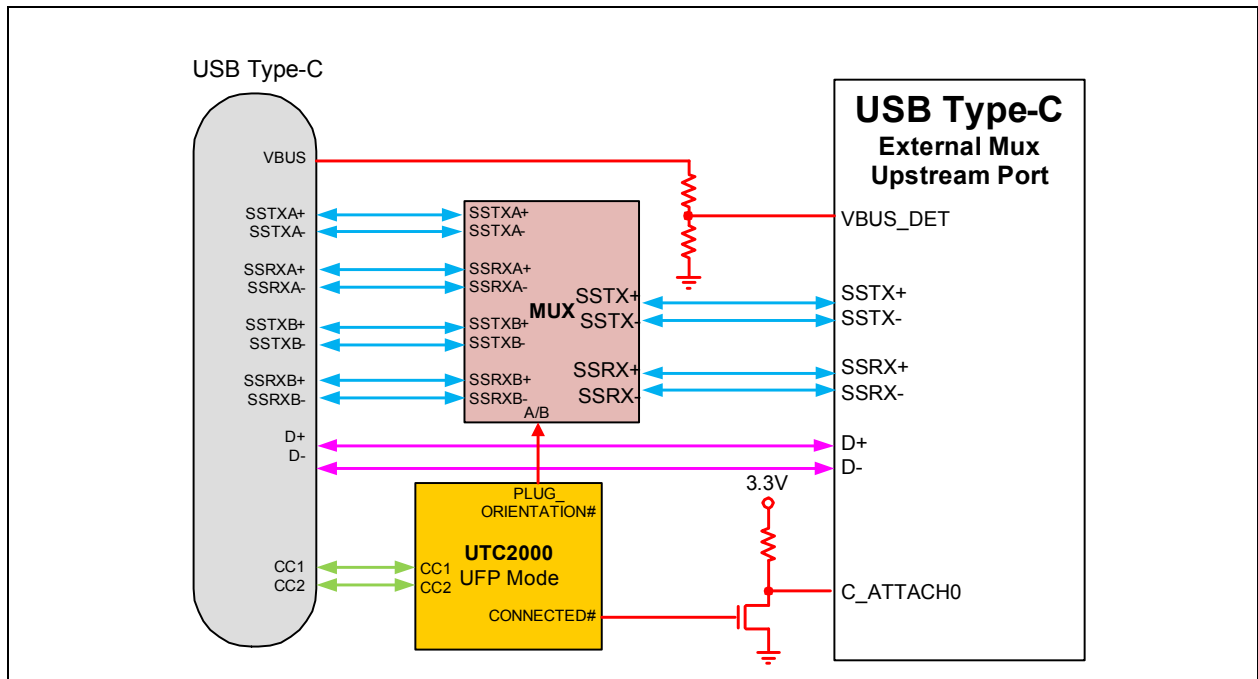 USB Type-C
VBUS
SSTXA+
SSTXA-
SSRXA+
SSRXA-
SSTXB+
SSTXB-
SSRXB+
SSRXB-
D+
D-
CC1
CC2
SSTXA+
SSTXA-
SSRXA+
SSRXA-
SSTXB+
SSTXB-
SSRXB+
SSRXB-
MUX
SSTX+
SSTX-
SSRX+
SSRX-
A/B
PLUG_
ORIENTATION#
UTC2000
UFP Mode
CC1
CC2
CONNECTED#
3.3V
USB Type-C
External Mux
Upstream Port
VBUS_DET
SSTX+
SSTX-
SSRX+
SSRX-
D+
D-
C_ATTACH0